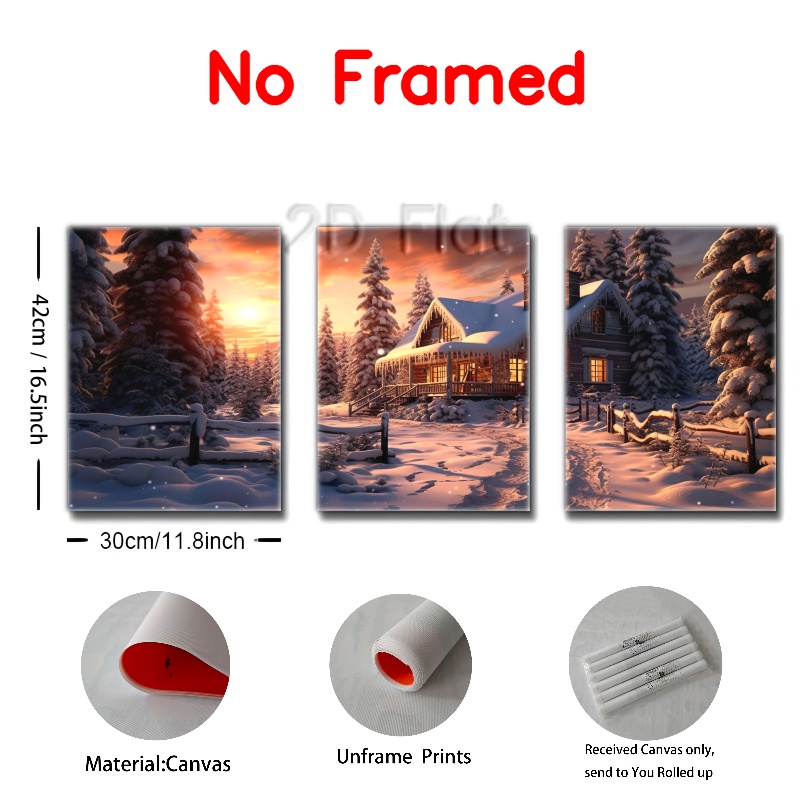 No Framed
2D Flat
42cm / 16.5inch
30cm/11.8inch
Material:Canvas
Unframe Prints
Received Canvas only,
send to You Rolled up